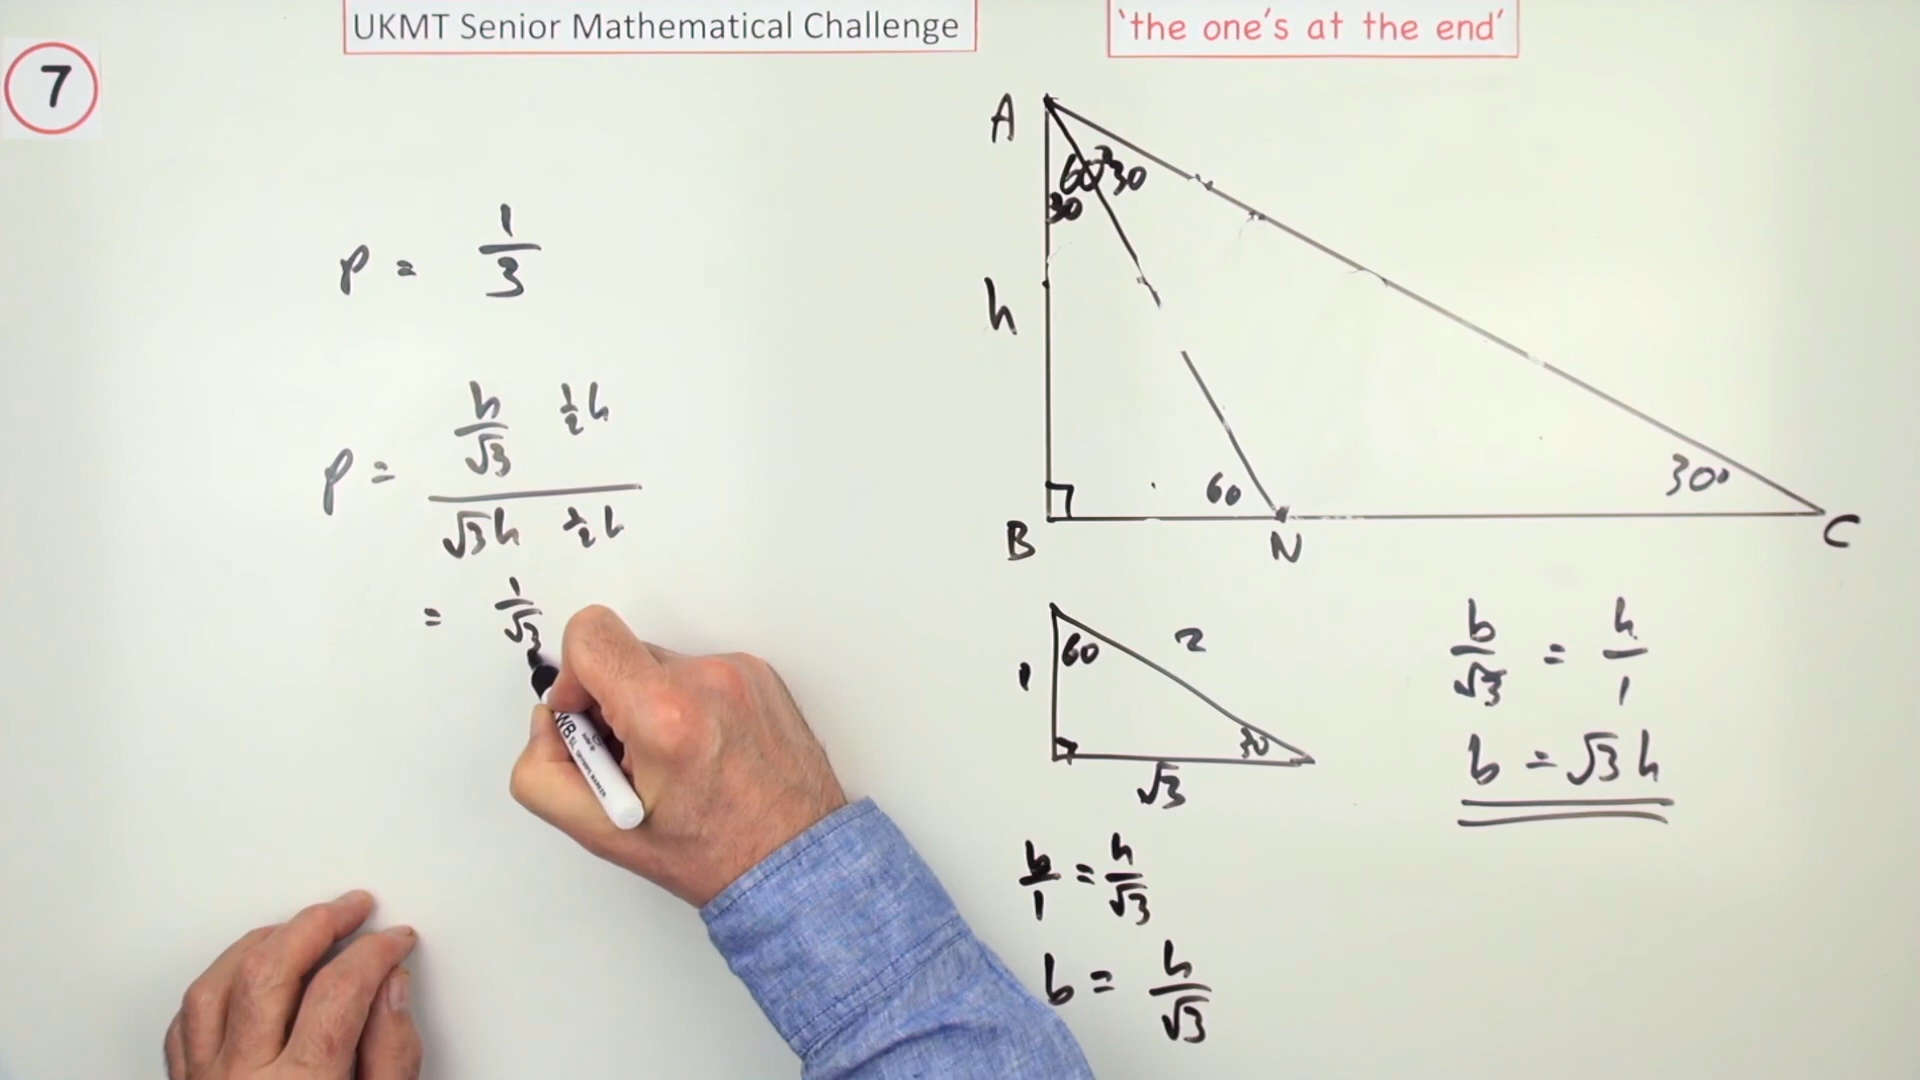 UKMT Senior Mathematical Challenge
'the one's at the end'
7
p = 1/3
p = h/√3 ½h / √3h ½h
= 1/√3
A
60
30
30
h
60
30°
B
N
C
60
2
1
30
√3
b/√3 = h/1
b = √3 h
b/1 = h/√3
b = h/√3